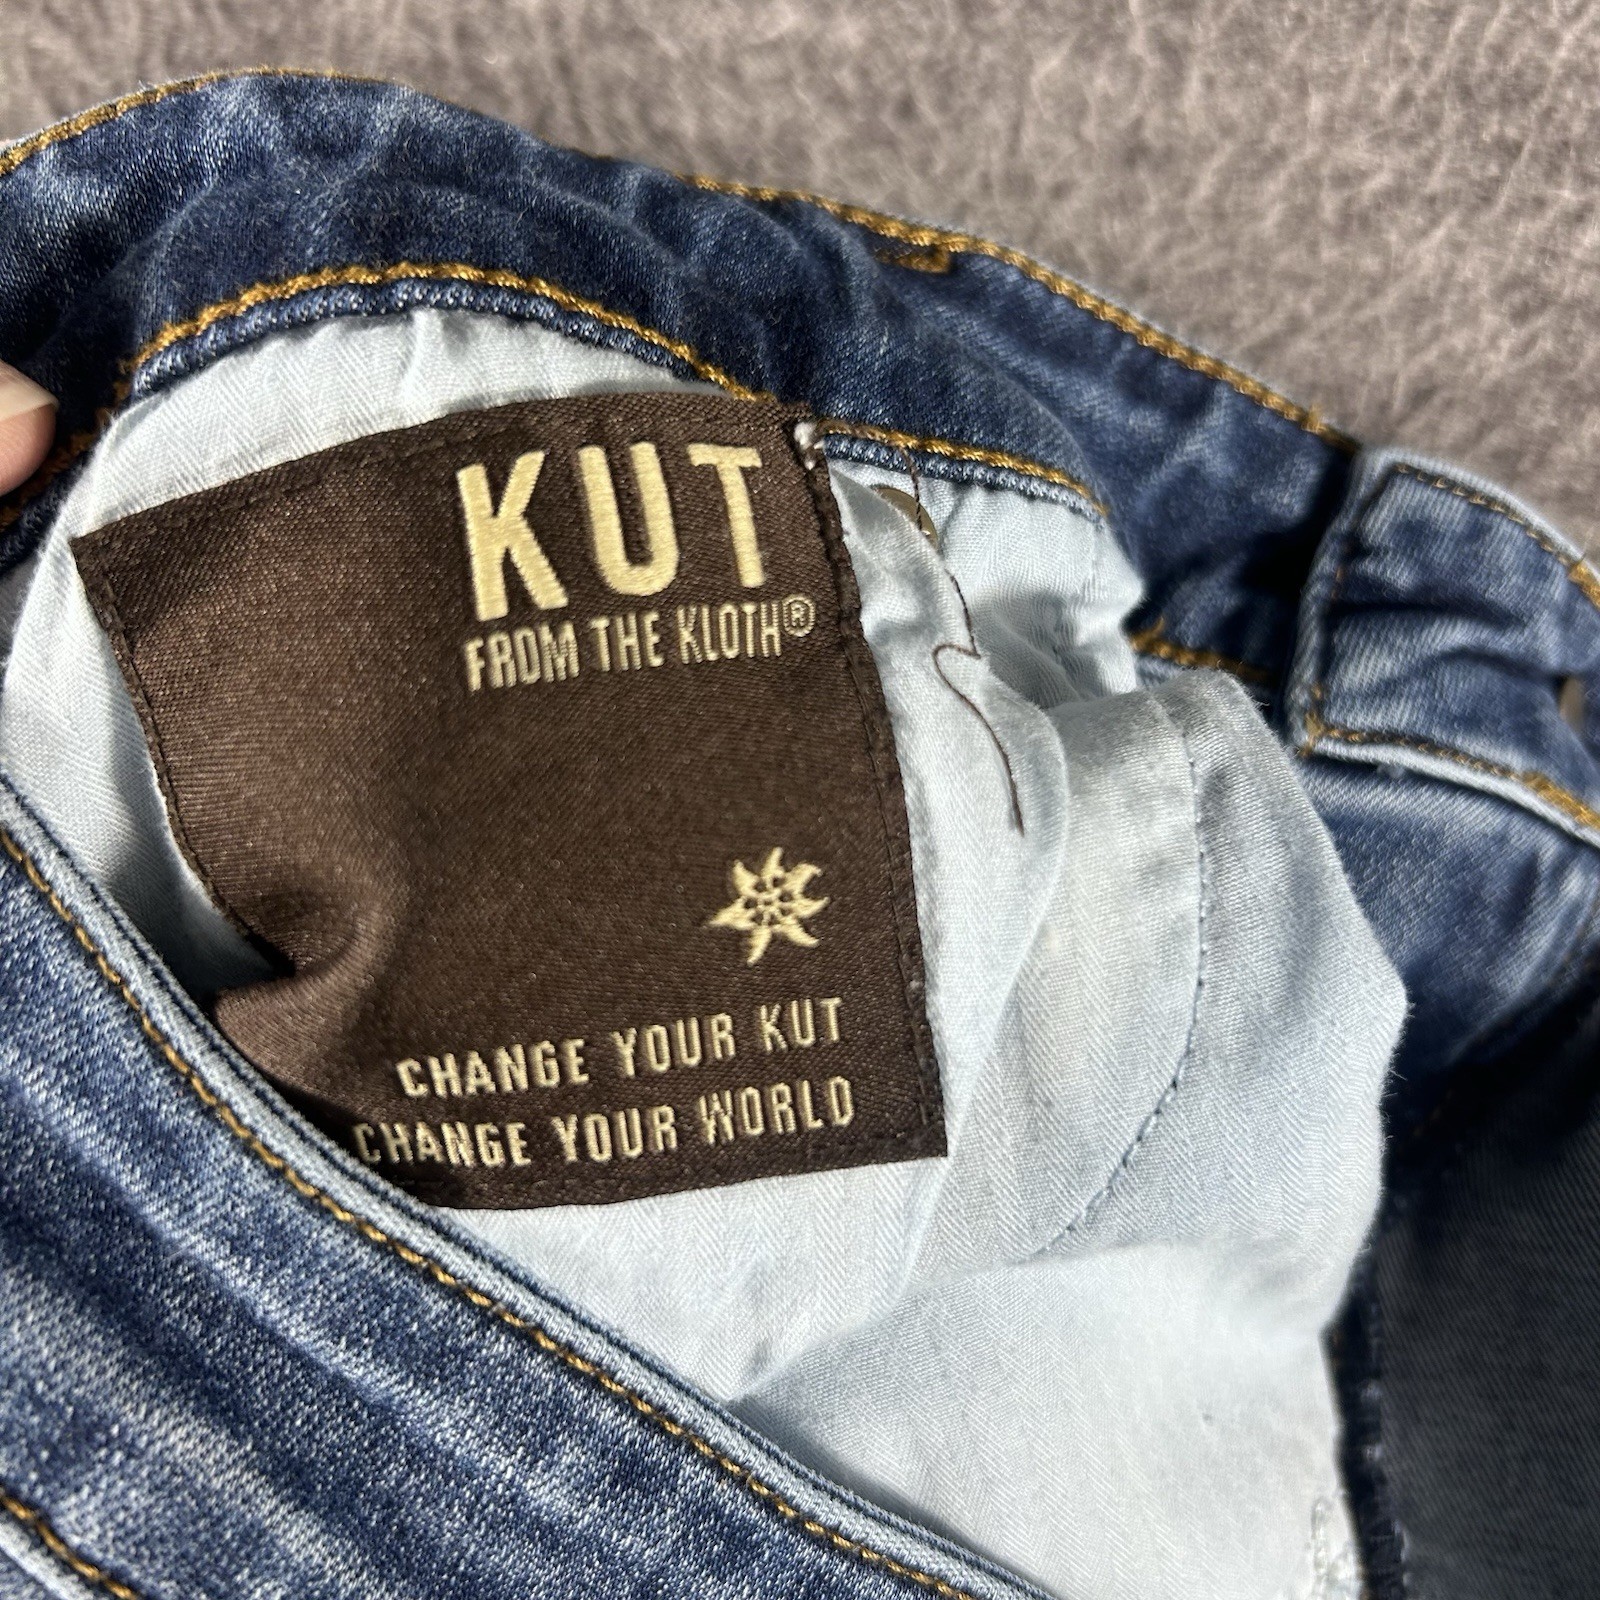 KUT
FROM THE KLOTH®
CHANGE YOUR KUT
CHANGE YOUR WORLD